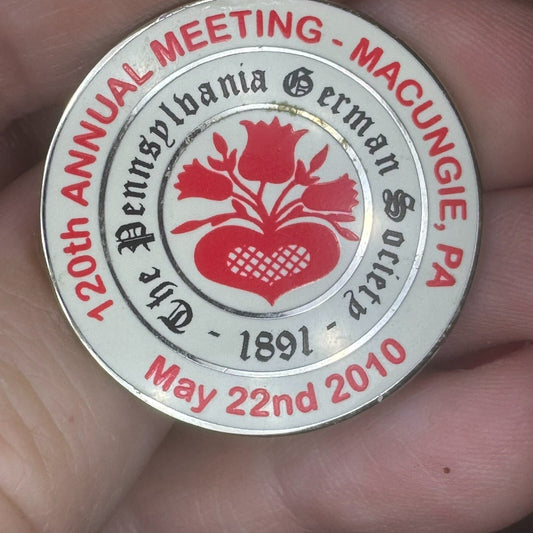 120th ANNUAL MEETING - MACUNGIE, PA
May 22nd 2010
The Pennsylvania German Society
- 1891 -